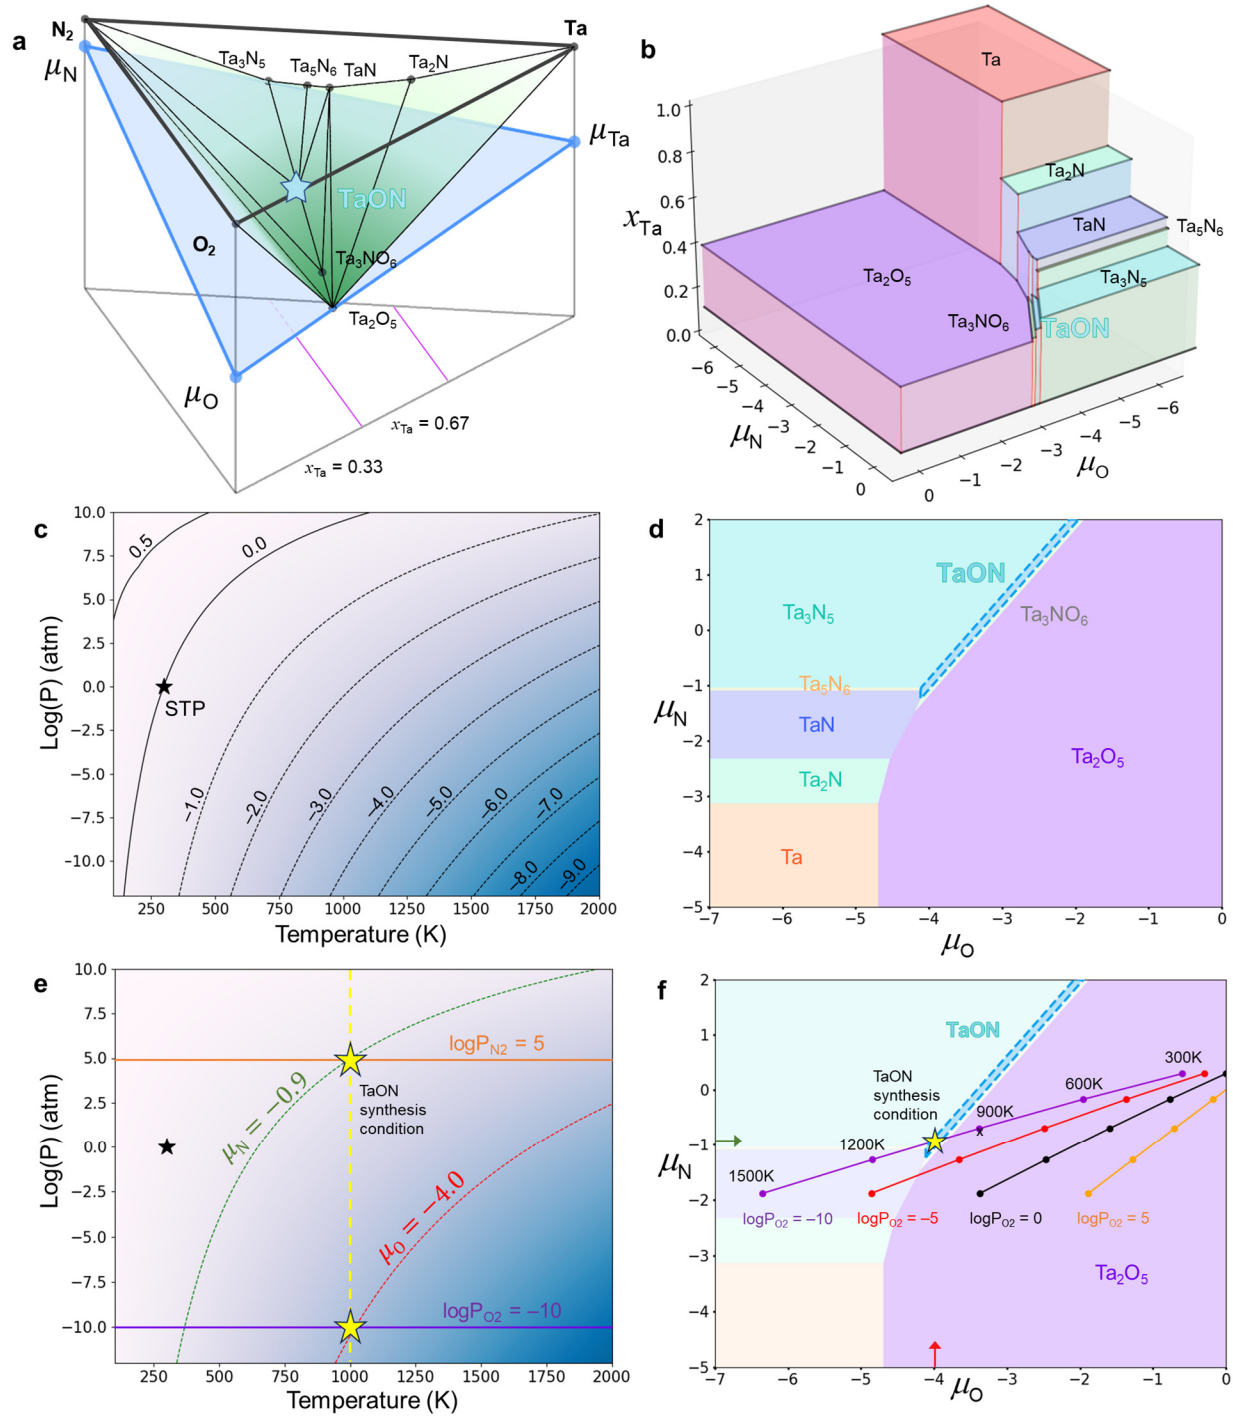 a
N₂
Ta
Ta₃N₅
Ta₅N₆
TaN
Ta₂N
μN
μTa
TaON
O₂
Ta₃NO₆
Ta₂O₅
μO
xTa = 0.67
xTa = 0.33
b
Ta
1.0
0.8
0.6
0.4
0.2
0.0
xTa
Ta₂N
TaN
Ta₅N₆
Ta₂O₅
Ta₃N₅
Ta₃NO₆
TaON
−6
−5
−4
−3
−2
−1
0
μN
0
−1
−2
−3
−4
−5
−6
μO
c
10.0
7.5
5.0
2.5
0.0
−2.5
−5.0
−7.5
−10.0
Log(P) (atm)
0.5
0.0
STP
−1.0
−2.0
−3.0
−4.0
−5.0
−6.0
−7.0
−8.0
−9.0
250 500 750 1000 1250 1500 1750 2000
Temperature (K)
d
2
1
0
−1
−2
−3
−4
−5
μN
TaON
Ta₃N₅
Ta₃NO₆
Ta₅N₆
TaN
Ta₂O₅
Ta₂N
Ta
−7 −6 −5 −4 −3 −2 −1 0
μO
e
10.0
7.5
5.0
2.5
0.0
−2.5
−5.0
−7.5
−10.0
Log(P) (atm)
logPN2 = 5
TaON
synthesis
condition
μN = −0.9
μO = −4.0
logPO2 = −10
250 500 750 1000 1250 1500 1750 2000
Temperature (K)
f
2
1
0
−1
−2
−3
−4
−5
μN
TaON
TaON
synthesis
condition
300K
600K
900K
x
1200K
1500K
logPO2 = −10
logPO2 = −5
logPO2 = 0
logPO2 = 5
Ta₂O₅
−7 −6 −5 −4 −3 −2 −1 0
μO